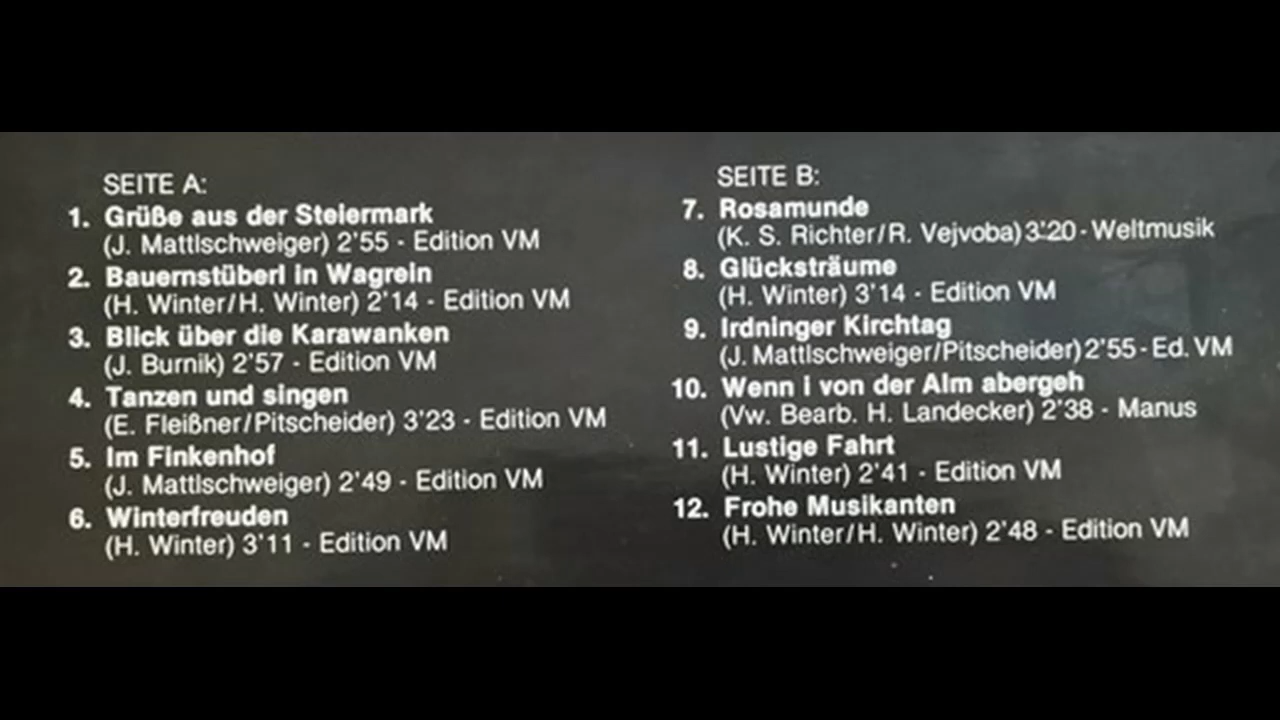 SEITE A:
1. Grüße aus der Steiermark
(J. Mattlschweiger) 2'55 - Edition VM
2. Bauernstüberl in Wagrein
(H. Winter/H. Winter) 2'14 - Edition VM
3. Blick über die Karawanken
(J. Burnik) 2'57 - Edition VM
4. Tanzen und singen
(E. Fleißner/Pitscheider) 3'23 - Edition VM
5. Im Finkenhof
(J. Mattlschweiger) 2'49 - Edition VM
6. Winterfreuden
(H. Winter) 3'11 - Edition VM
SEITE B:
7. Rosamunde
(K. S. Richter/R. Vejvoba) 3'20 - Weltmusik
8. Glücksträume
(H. Winter) 3'14 - Edition VM
9. Irdninger Kirchtag
(J. Mattlschweiger/Pitscheider) 2'55 - Ed. VM
10. Wenn i von der Alm abergeh
(Vw. Bearb. H. Landecker) 2'38 - Manus
11. Lustige Fahrt
(H. Winter) 2'41 - Edition VM
12. Frohe Musikanten
(H. Winter/H. Winter) 2'48 - Edition VM